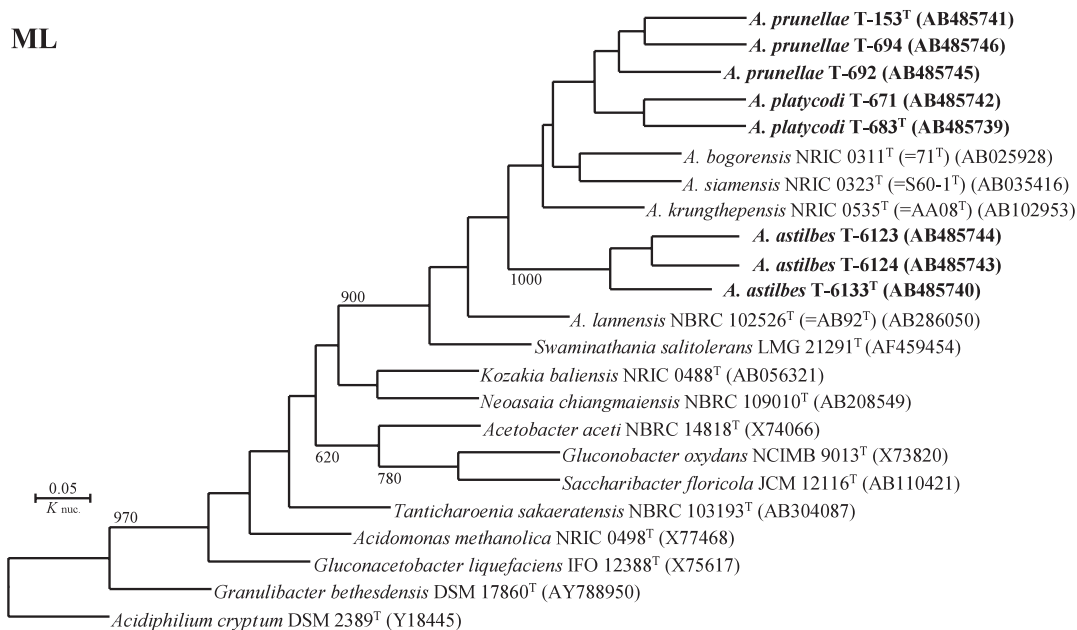 ML
A. prunellae T-153ᵀ (AB485741)
A. prunellae T-694 (AB485746)
A. prunellae T-692 (AB485745)
A. platycodi T-671 (AB485742)
A. platycodi T-683ᵀ (AB485739)
A. bogorensis NRIC 0311ᵀ (=71ᵀ) (AB025928)
A. siamensis NRIC 0323ᵀ (=S60-1ᵀ) (AB035416)
A. krungthepensis NRIC 0535ᵀ (=AA08ᵀ) (AB102953)
A. astilbes T-6123 (AB485744)
A. astilbes T-6124 (AB485743)
1000
A. astilbes T-6133ᵀ (AB485740)
900
A. lannensis NBRC 102526ᵀ (=AB92ᵀ) (AB286050)
Swaminathania salitolerans LMG 21291ᵀ (AF459454)
Kozakia baliensis NRIC 0488ᵀ (AB056321)
Neoasaia chiangmaiensis NBRC 109010ᵀ (AB208549)
Acetobacter aceti NBRC 14818ᵀ (X74066)
620
Gluconobacter oxydans NCIMB 9013ᵀ (X73820)
780
Saccharibacter floricola JCM 12116ᵀ (AB110421)
0.05
K nuc.
Tanticharoenia sakaeratensis NBRC 103193ᵀ (AB304087)
970
Acidomonas methanolica NRIC 0498ᵀ (X77468)
Gluconacetobacter liquefaciens IFO 12388ᵀ (X75617)
Granulibacter bethesdensis DSM 17860ᵀ (AY788950)
Acidiphilium cryptum DSM 2389ᵀ (Y18445)